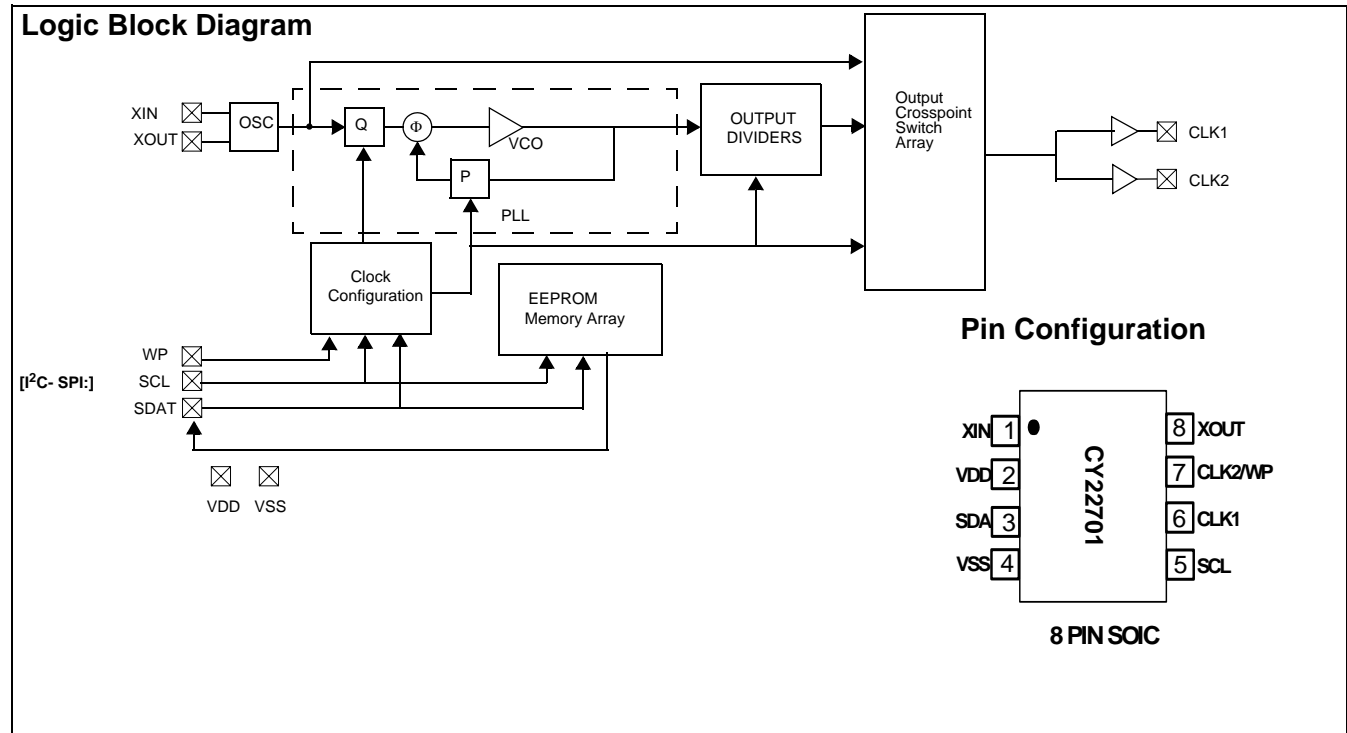 Logic Block Diagram
XIN
XOUT
OSC
Q
Φ
VCO
P
PLL
OUTPUT
DIVIDERS
Output
Crosspoint
Switch
Array
CLK1
CLK2
Clock
Configuration
EEPROM
Memory Array
[I²C- SPI:]
WP
SCL
SDAT
VDD VSS
Pin Configuration
XIN 1
VDD 2
SDA 3
VSS 4
CY22701
8 XOUT
7 CLK2/WP
6 CLK1
5 SCL
8 PIN SOIC